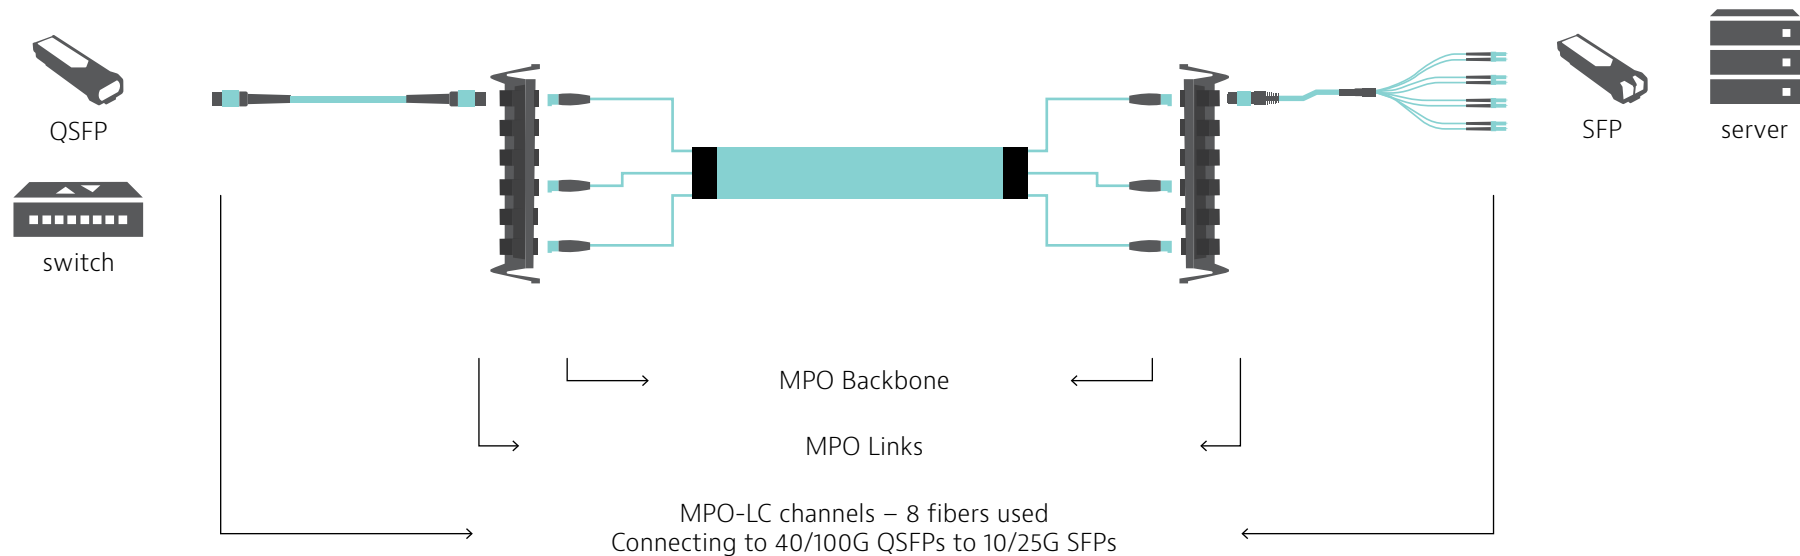 QSFP
SFP
server
switch
MPO Backbone
MPO Links
MPO-LC channels – 8 fibers used
Connecting to 40/100G QSFPs to 10/25G SFPs